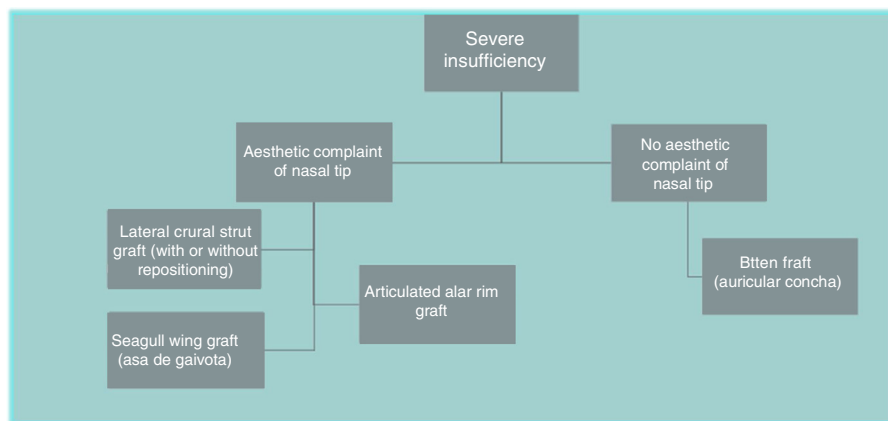 Severe
insufficiency
Aesthetic complaint
of nasal tip
No aesthetic
complaint of
nasal tip
Lateral crural strut
graft (with or without
repositioning)
Articulated alar rim
graft
Btten fraft
(auricular concha)
Seagull wing graft
(asa de gaivota)